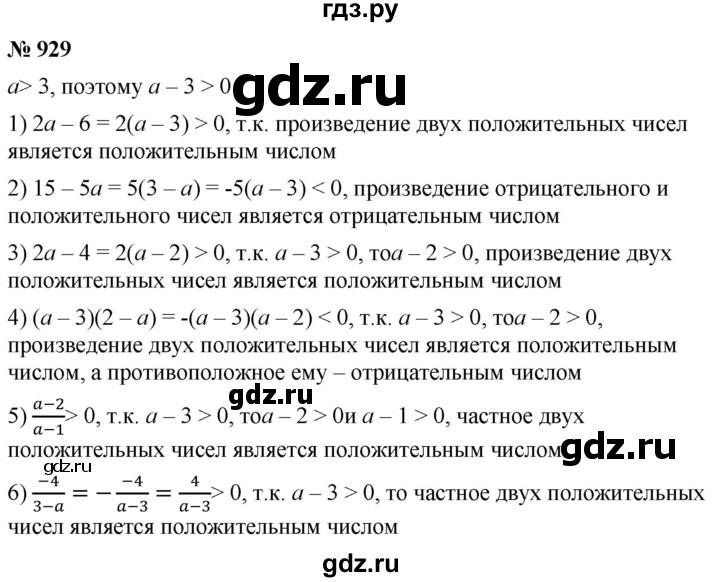 гдз.ру
№ 929
a> 3, поэтому a – 3 > 0
gdz.ru
1) 2a – 6 = 2(a – 3) > 0, т.к. произведение двух положительных чисел
является положительным числом
2) 15 – 5a = 5(3 – a) = -5(a – 3) < 0, произведение отрицательного и
положительного чисел является отрицательным числом
3) 2a – 4 = 2(a – 2) > 0, т.к. a – 3 > 0, тоa – 2 > 0, произведение двух
положительных чисел является положительным числом
4) (a – 3)(2 – a) = -(a – 3)(a – 2) < 0, т.к. a – 3 > 0, тоa – 2 > 0,
произведение двух положительных чисел является положительным
числом, а противоположное ему – отрицательным числом
gdz.ru
5) \frac{a-2}{a-1}> 0, т.к. a – 3 > 0, тоa – 2 > 0и a – 1 > 0, частное двух
положительных чисел является положительным числом
gdz.ru
6) \frac{-4}{3-a} = -\frac{-4}{a-3} = \frac{4}{a-3}> 0, т.к. a – 3 > 0, то частное двух положительных
чисел является положительным числом
gdz.ru